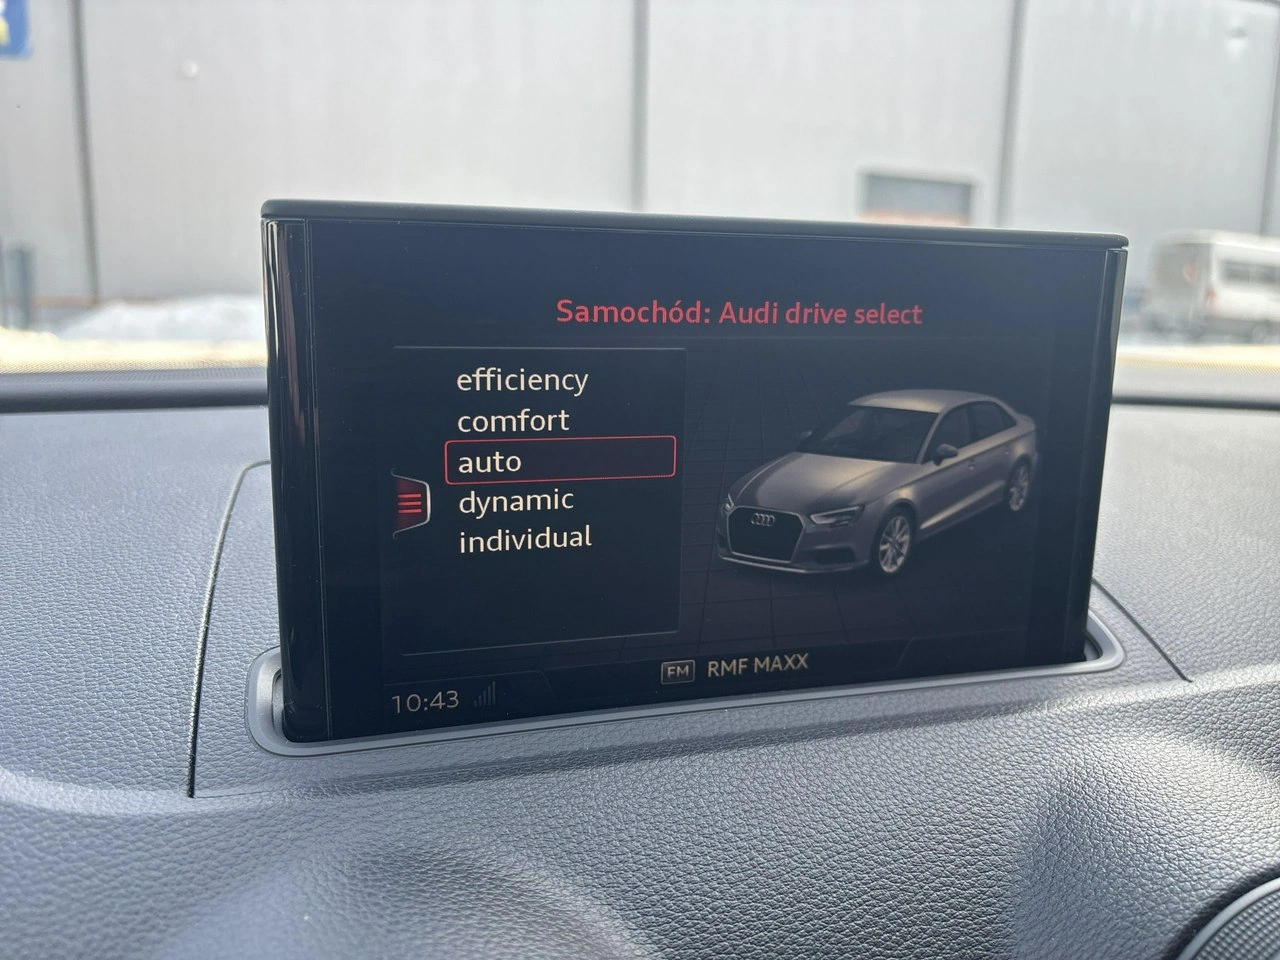 Samochód: Audi drive select
efficiency
comfort
auto
dynamic
individual
FM RMF MAXX
10:43